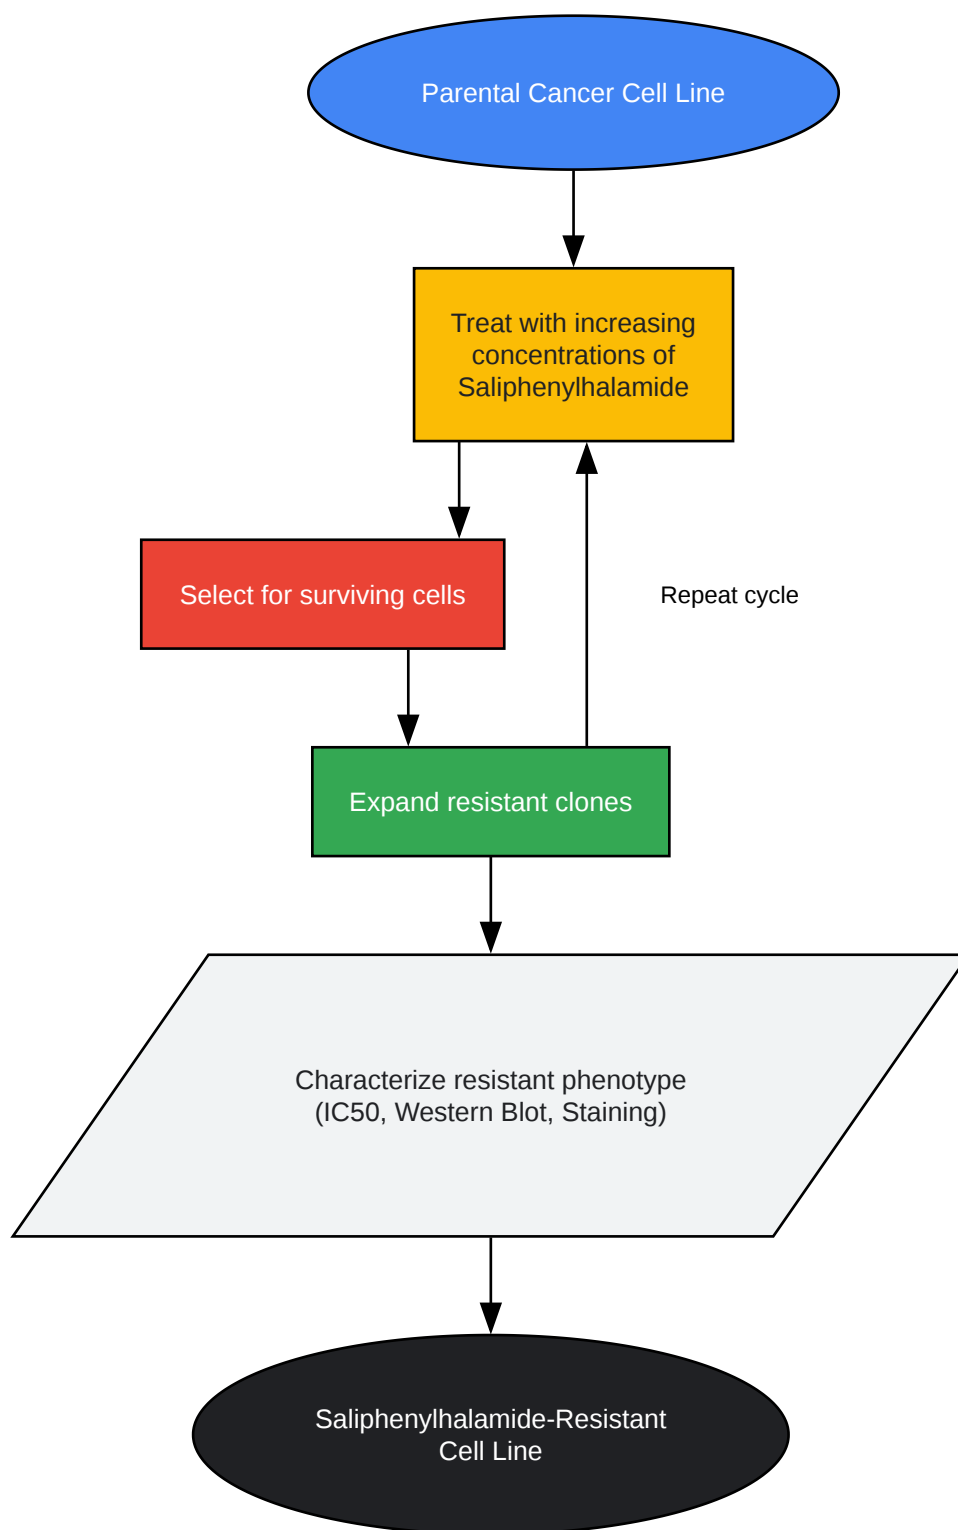 Parental Cancer Cell Line
Treat with increasing
concentrations of
Saliphenylhalamide
Select for surviving cells
Repeat cycle
Expand resistant clones
Characterize resistant phenotype
(IC50, Western Blot, Staining)
Saliphenylhalamide-Resistant
Cell Line